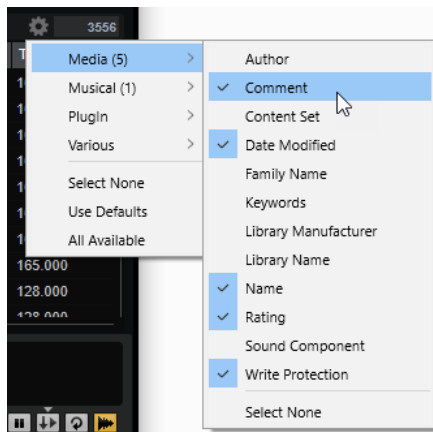 3556
T
Media (5)
Musical (1)
PlugIn
Various
Select None
Use Defaults
All Available
165.000
128.000
128.000
Author
Comment
Content Set
Date Modified
Family Name
Keywords
Library Manufacturer
Library Name
Name
Rating
Sound Component
Write Protection
Select None